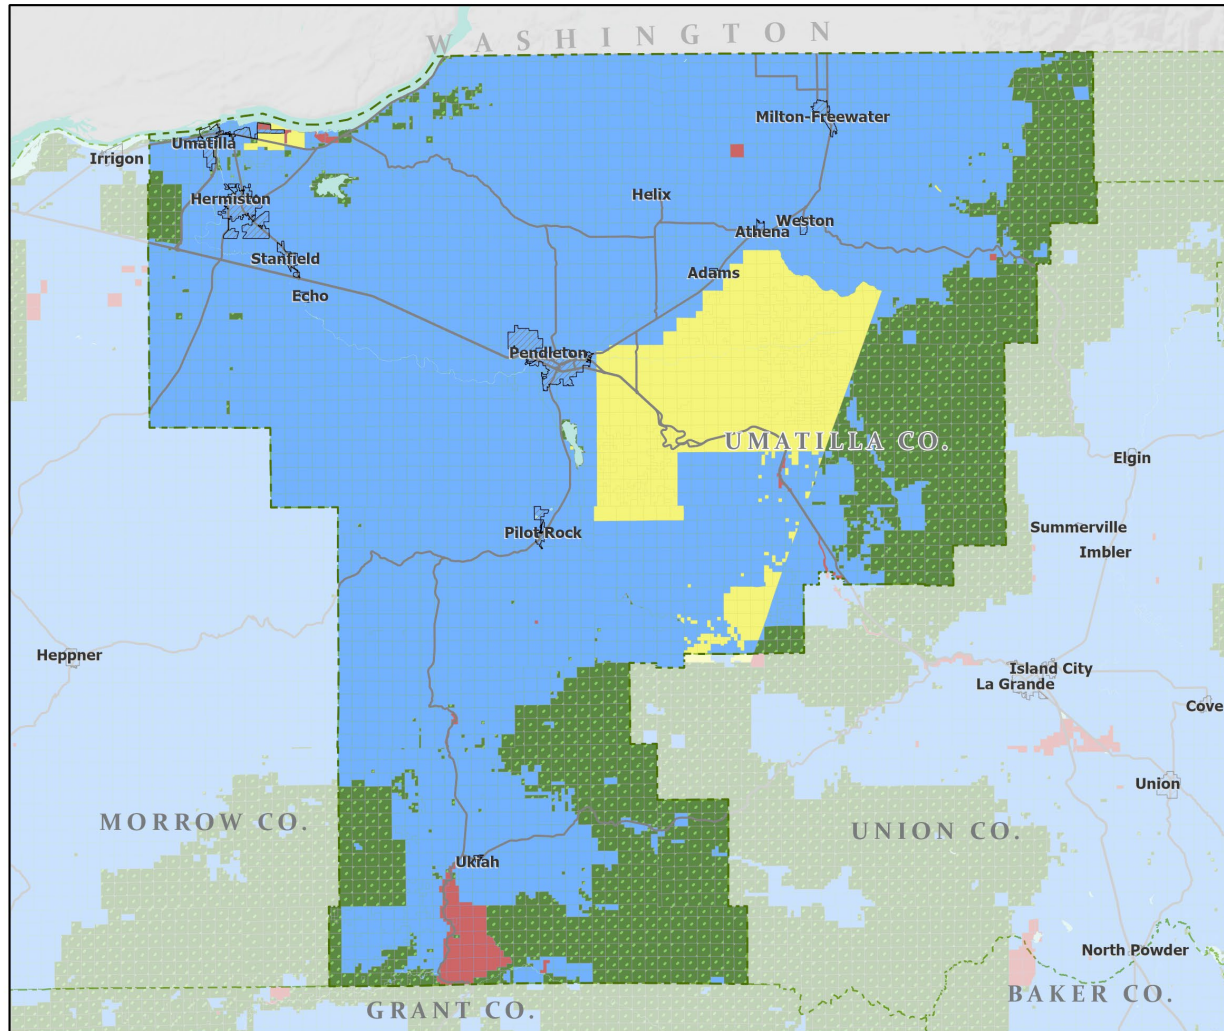 WASHINGTON
Milton-Freewater
Umatilla
Irrigon
Helix
Hermiston
Weston
Athena
Stanfield
Adams
Echo
Pendleton
UMATILLA CO.
Elgin
Summerville
Pilot Rock
Imbler
Heppner
Island City
La Grande
Cove
Union
MORROW CO.
UNION CO.
Ukiah
North Powder
BAKER CO.
GRANT CO.